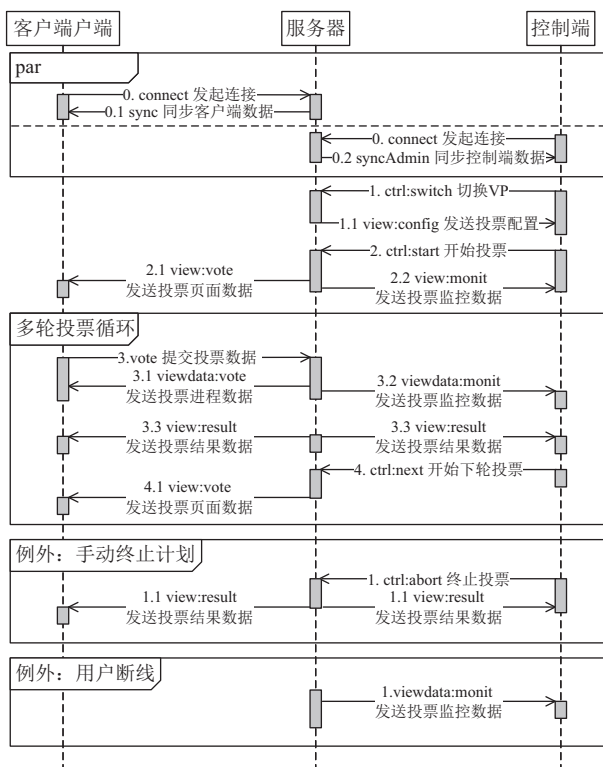 客户端户端
服务器
控制端
par
0. connect 发起连接
0.1 sync 同步客户端数据
0. connect 发起连接
0.2 syncAdmin 同步控制端数据
1. ctrl:switch 切换VP
1.1 view:config 发送投票配置
2. ctrl:start 开始投票
2.1 view:vote
发送投票页面数据
2.2 view:monit
发送投票监控数据
多轮投票循环
3.vote 提交投票数据
3.1 viewdata:vote
发送投票进程数据
3.2 viewdata:monit
发送投票监控数据
3.3 view:result
发送投票结果数据
3.3 view:result
发送投票结果数据
4. ctrl:next 开始下轮投票
4.1 view:vote
发送投票页面数据
例外：手动终止计划
1. ctrl:abort 终止投票
1.1 view:result
发送投票结果数据
1.1 view:result
发送投票结果数据
例外：用户断线
1.viewdata:monit
发送投票监控数据